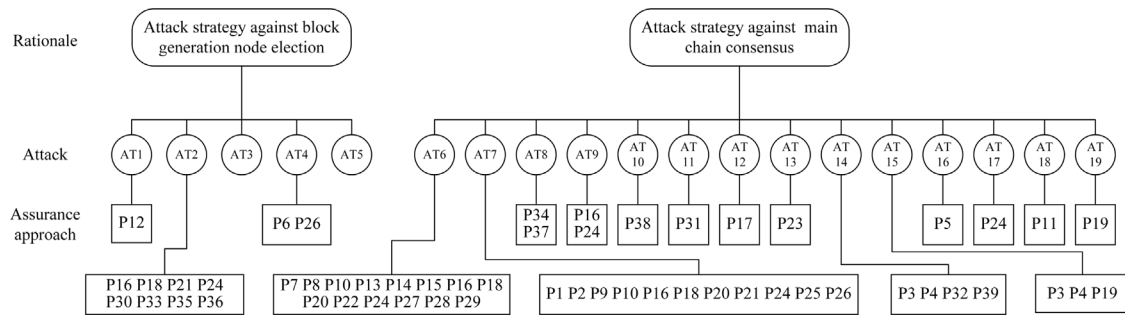 Rationale
Attack strategy against block
generation node election
Attack strategy against main
chain consensus
Attack
AT1
AT2
AT3
AT4
AT5
AT6
AT7
AT8
AT9
AT
10
AT
11
AT
12
AT
13
AT
14
AT
15
AT
16
AT
17
AT
18
AT
19
Assurance
approach
P12
P6 P26
P34
P37
P16
P24
P38
P31
P17
P23
P5
P24
P11
P19
P16 P18 P21 P24
P30 P33 P35 P36
P7 P8 P10 P13 P14 P15 P16 P18
P20 P22 P24 P27 P28 P29
P1 P2 P9 P10 P16 P18 P20 P21 P24 P25 P26
P3 P4 P32 P39
P3 P4 P19